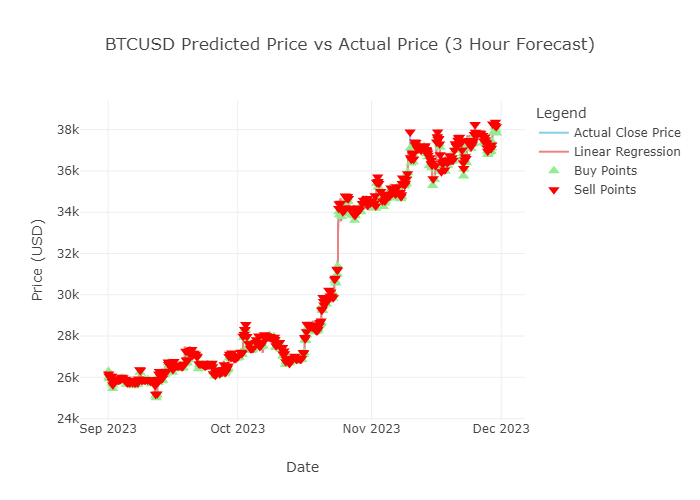 BTCUSD Predicted Price vs Actual Price (3 Hour Forecast)
Legend
Actual Close Price
Linear Regression
Buy Points
Sell Points
Price (USD)
38k
36k
34k
32k
30k
28k
26k
24k
Sep 2023
Oct 2023
Nov 2023
Dec 2023
Date